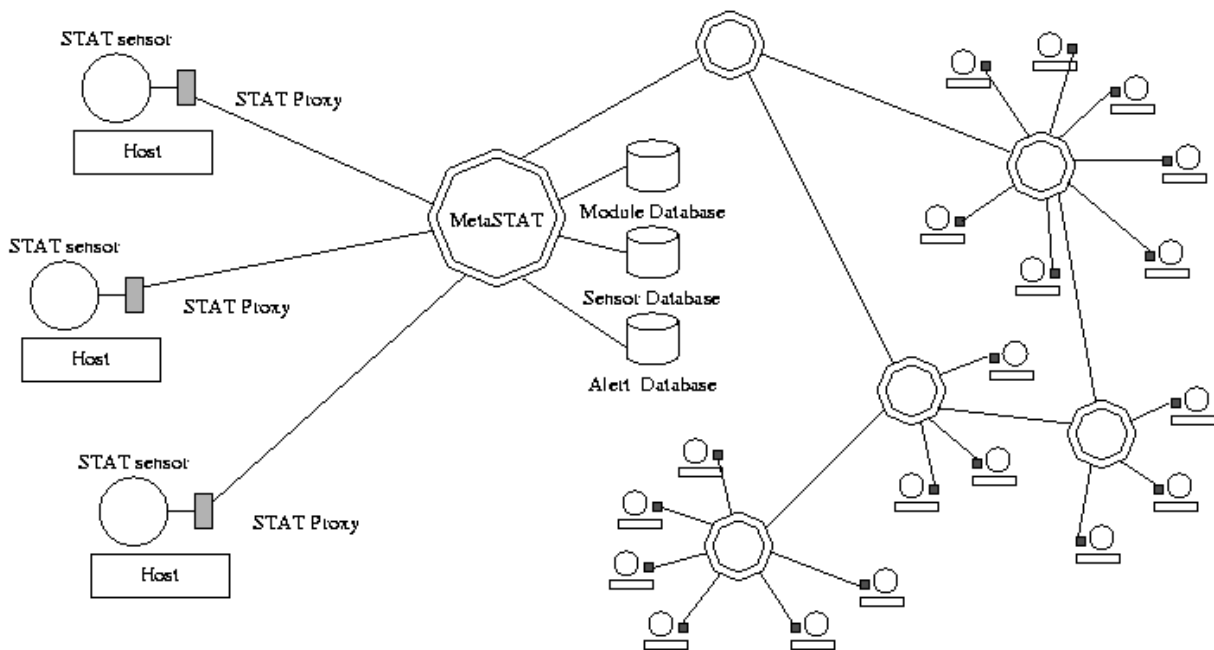 STAT sensor
STAT Proxy
Host
MetaSTAT
Module Database
STAT sensor
STAT Proxy
Host
Sensor Database
Alert Database
STAT sensor
STAT Proxy
Host